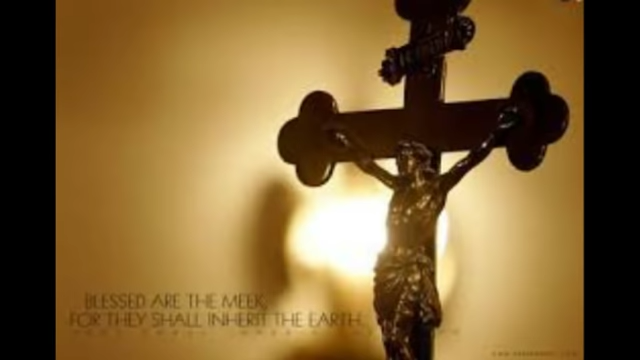 BLESSED ARE THE MEEK,
FOR THEY SHALL INHERIT THE EARTH.